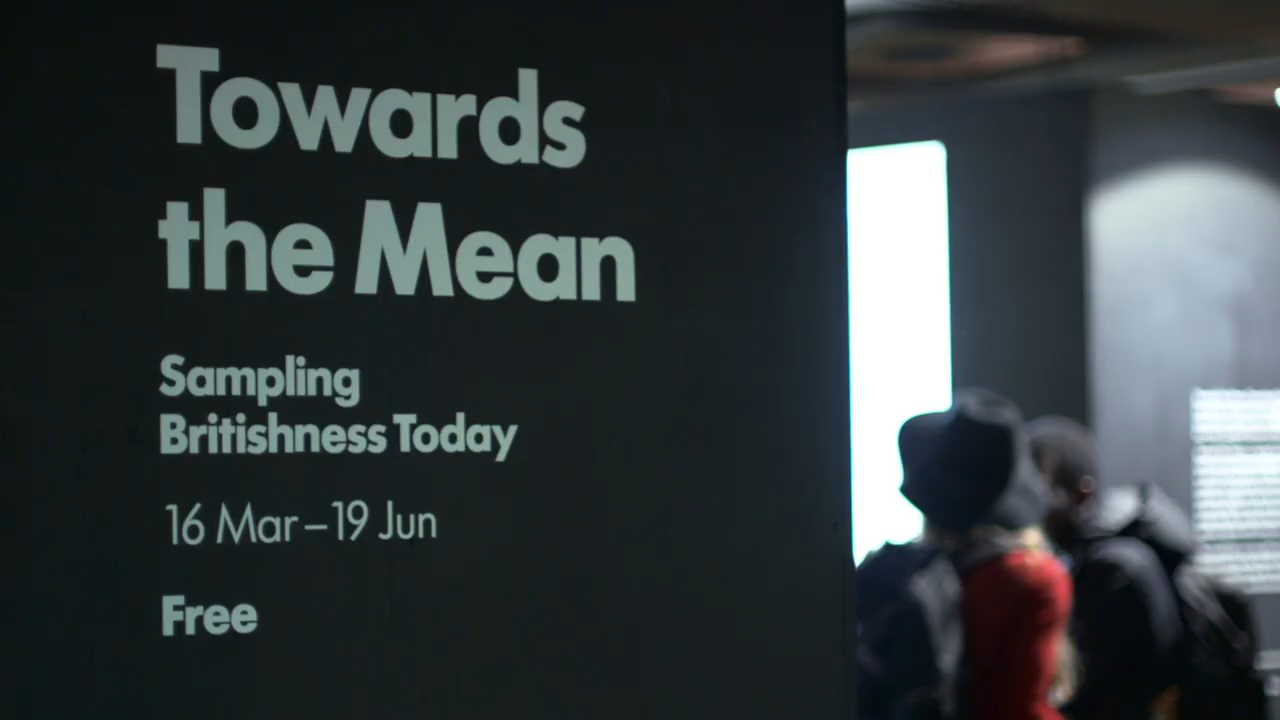 Towards
the Mean
Sampling
Britishness Today
16 Mar – 19 Jun
Free